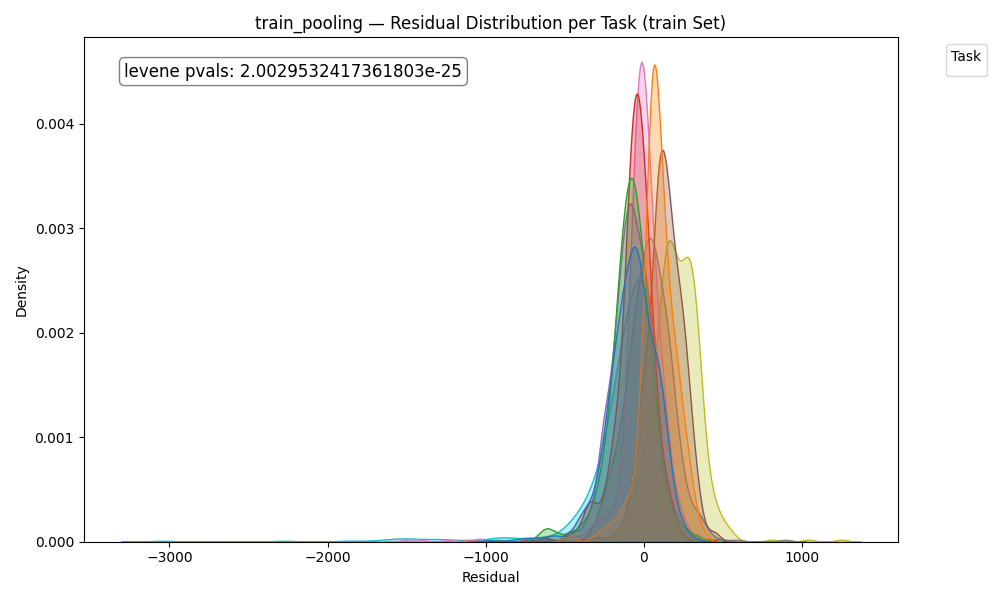 train_pooling — Residual Distribution per Task (train Set)
levene pvals: 2.0029532417361803e-25
Task
0.004
0.003
0.002
0.001
0.000
Density
−3000
−2000
−1000
0
1000
Residual